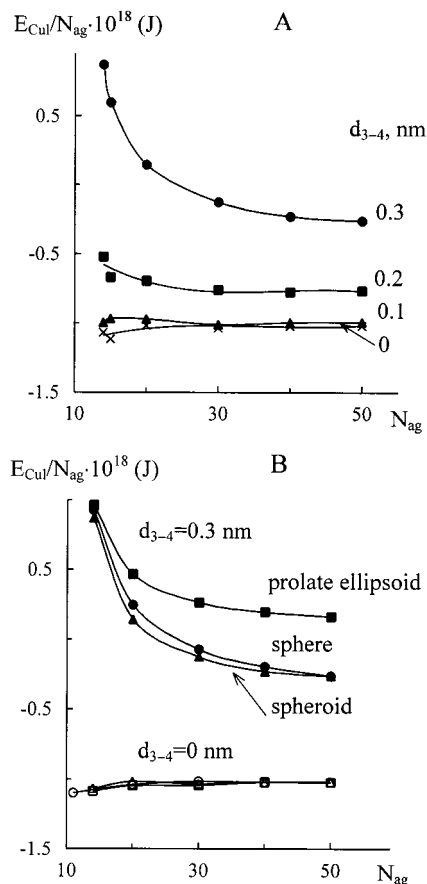 E_Cul/N_ag·10^18 (J)
A
d_3-4, nm
0.5
0.3
-0.5
0.2
0.1
0
-1.5
10
30
50
N_ag
E_Cul/N_ag·10^18 (J)
B
d_3-4=0.3 nm
0.5
prolate ellipsoid
sphere
-0.5
spheroid
d_3-4=0 nm
-1.5
10
30
50
N_ag